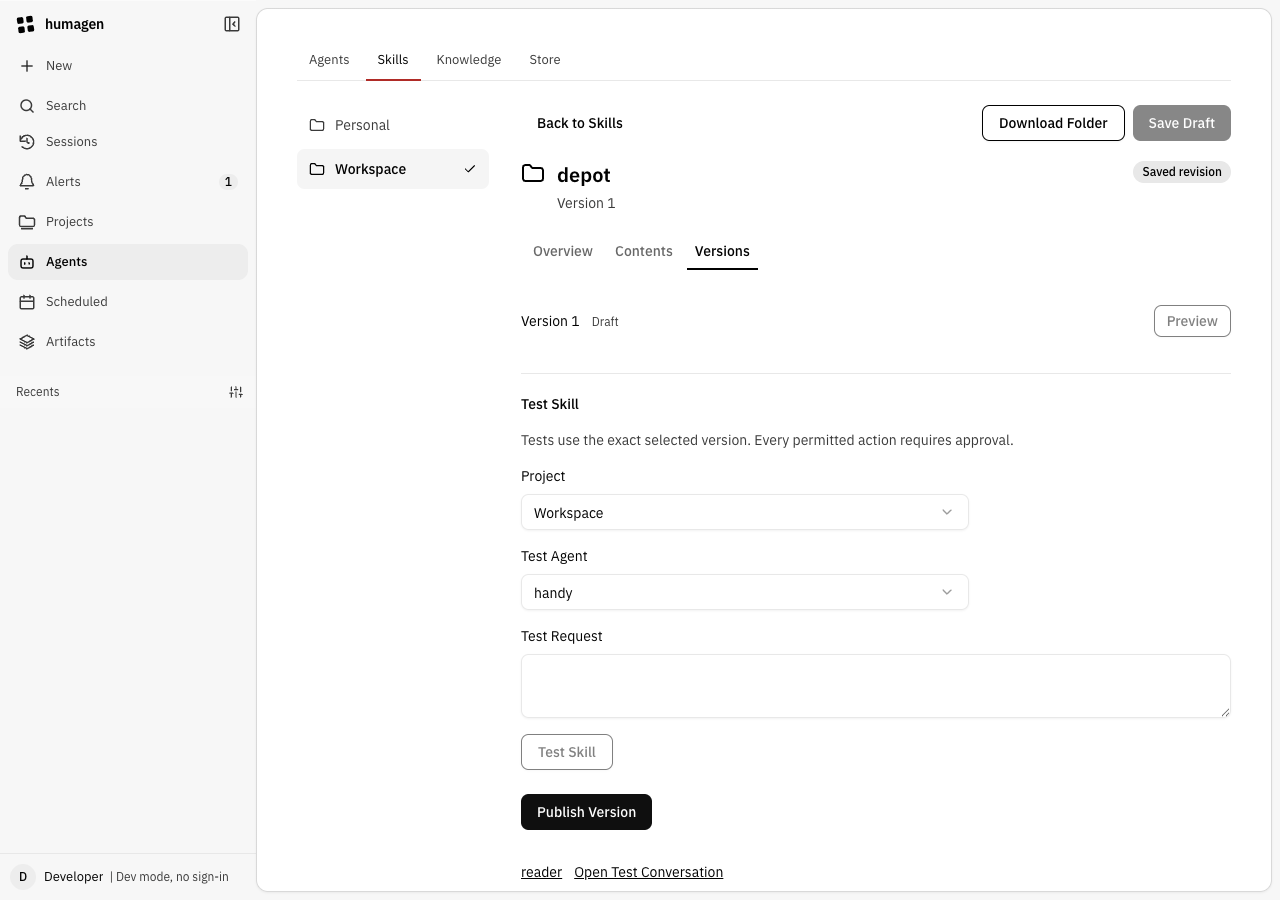 humagen
New
Search
Sessions
Alerts 1
Projects
Agents
Scheduled
Artifacts
Recents
D Developer | Dev mode, no sign-in
Agents Skills Knowledge Store
Personal
Workspace
Back to Skills Download Folder Save Draft
depot Saved revision
Version 1
Overview Contents Versions
Version 1 Draft Preview
Test Skill
Tests use the exact selected version. Every permitted action requires approval.
Project
Workspace
Test Agent
handy
Test Request
Test Skill
Publish Version
reader Open Test Conversation